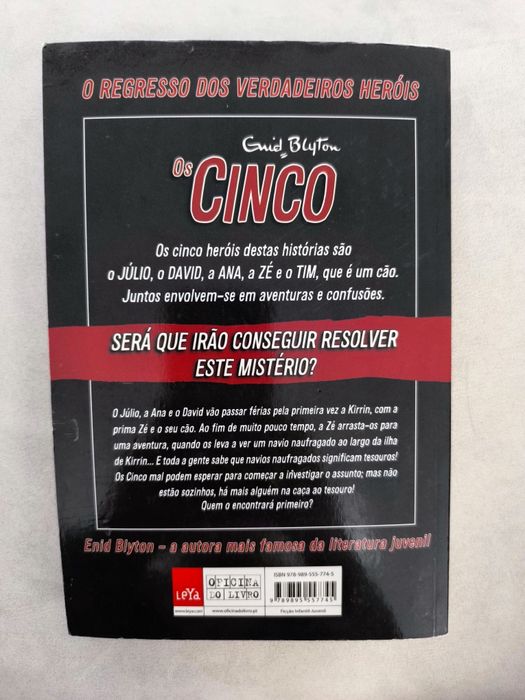 O REGRESSO DOS VERDADEIROS HERÓIS
Enid Blyton
Os
CINCO
Os cinco heróis destas histórias são
o JÚLIO, o DAVID, a ANA, a ZÉ e o TIM, que é um cão.
Juntos envolvem-se em aventuras e confusões.
SERÁ QUE IRÃO CONSEGUIR RESOLVER
ESTE MISTÉRIO?
O Júlio, a Ana e o David vão passar férias pela primeira vez a Kirrin, com a
prima Zé e o seu cão. Ao fim de muito pouco tempo, a Zé arrasta-os para
uma aventura, quando os leva a ver um navio naufragado ao largo da ilha
de Kirrin... E toda a gente sabe que navios naufragados significam tesouros!
Os Cinco mal podem esperar para começar a investigar o assunto; mas não
estão sozinhos, há mais alguém na caça ao tesouro!
Quem o encontrará primeiro?
Enid Blyton – a autora mais famosa da literatura juvenil
LeYa
www.leya.com
OFICINA
DO LIVRO
www.oficinadolivro.pt
ISBN 978-989-555-774-5
9 789895 557745
Ficção Infantil-Juvenil